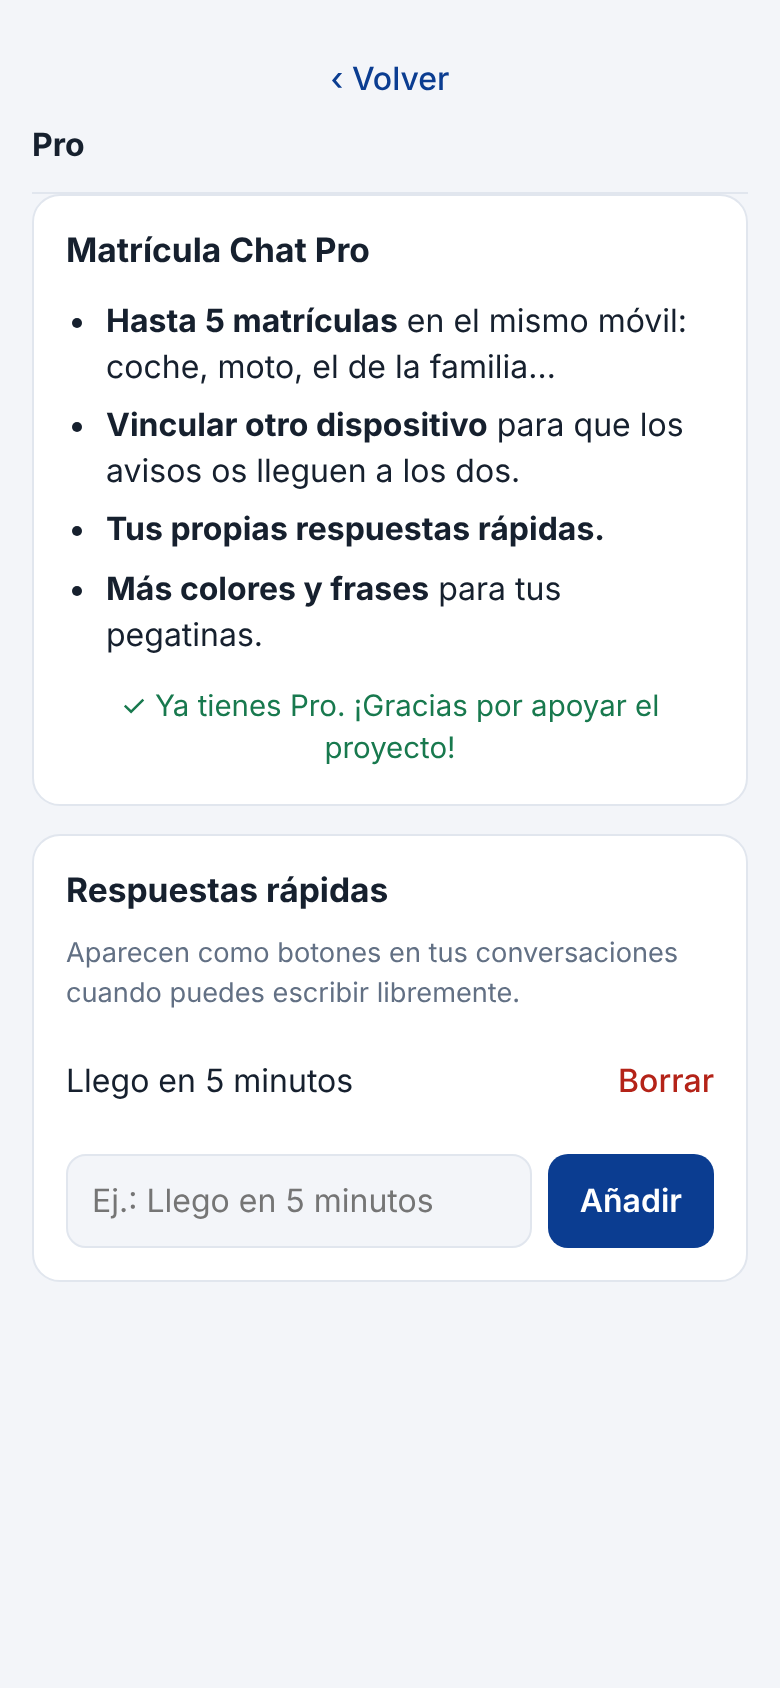 ‹ Volver
Pro
Matrícula Chat Pro
• Hasta 5 matrículas en el mismo móvil:
coche, moto, el de la familia...
• Vincular otro dispositivo para que los
avisos os lleguen a los dos.
• Tus propias respuestas rápidas.
• Más colores y frases para tus
pegatinas.
✓ Ya tienes Pro. ¡Gracias por apoyar el
proyecto!
Respuestas rápidas
Aparecen como botones en tus conversaciones
cuando puedes escribir libremente.
Llego en 5 minutos Borrar
Ej.: Llego en 5 minutos Añadir